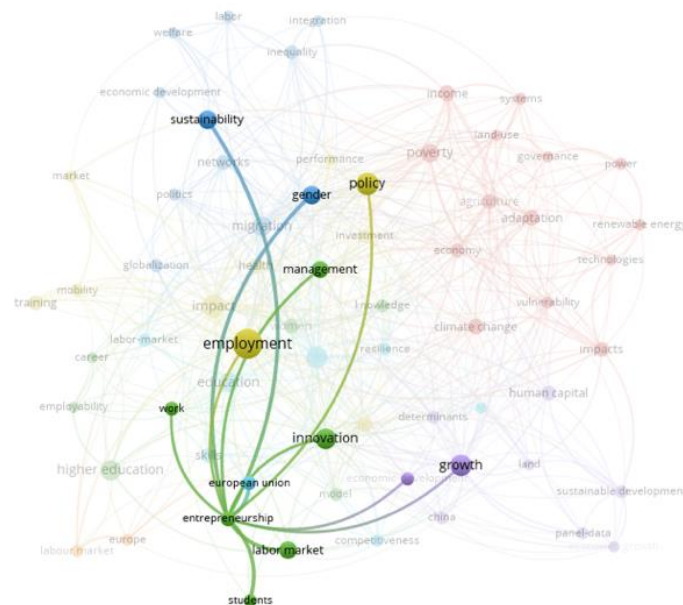 labor
integration
welfare
inequality
economic development
income
systems
sustainability
land-use
networks
performance
poverty
governance
power
market
policy
gender
politics
agriculture
adaptation
migration
renewable energy
investment
economy
globalization
health
management
technologies
mobility
training
impact
knowledge
vulnerability
climate change
labor-market
employment
resilience
impacts
career
education
human capital
work
employability
determinants
innovation
skills
higher education
growth
land
european union
economic development
sustainable development
model
entrepreneurship
china
panel-data
labour market
europe
labor.market
competitiveness
students